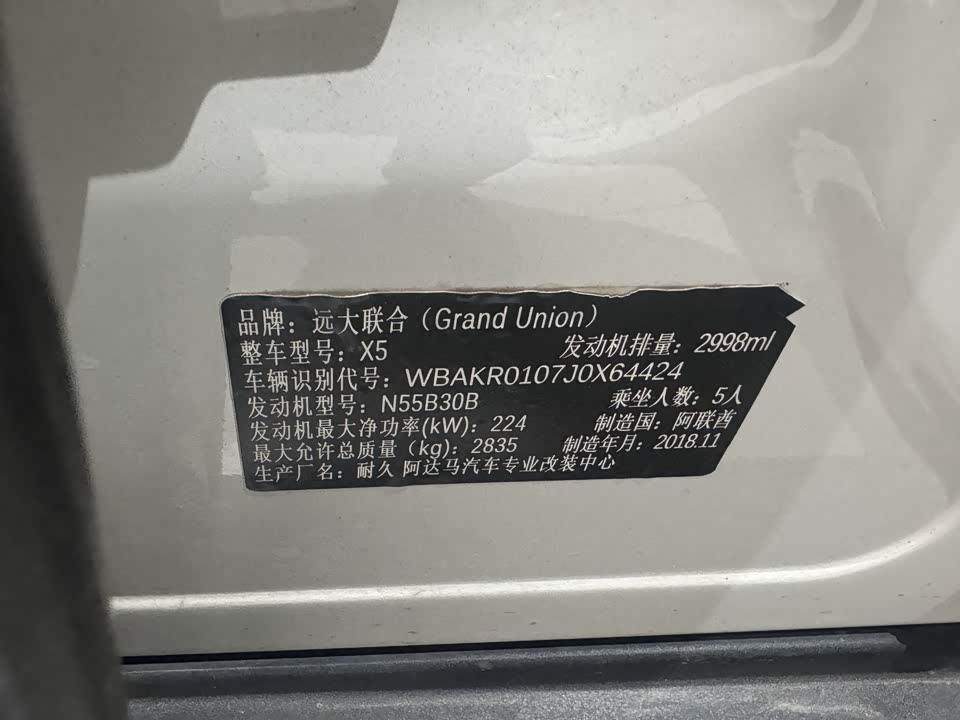 品牌：远大联合（Grand Union）
整车型号：X5 发动机排量：2998ml
车辆识别代号：WBAKR0107J0X64424
发动机型号：N55B30B 乘坐人数：5人
发动机最大净功率(kW)：224 制造国：阿联酋
最大允许总质量（kg）：2835 制造年月：2018.11
生产厂名：耐久 阿达马汽车专业改装中心